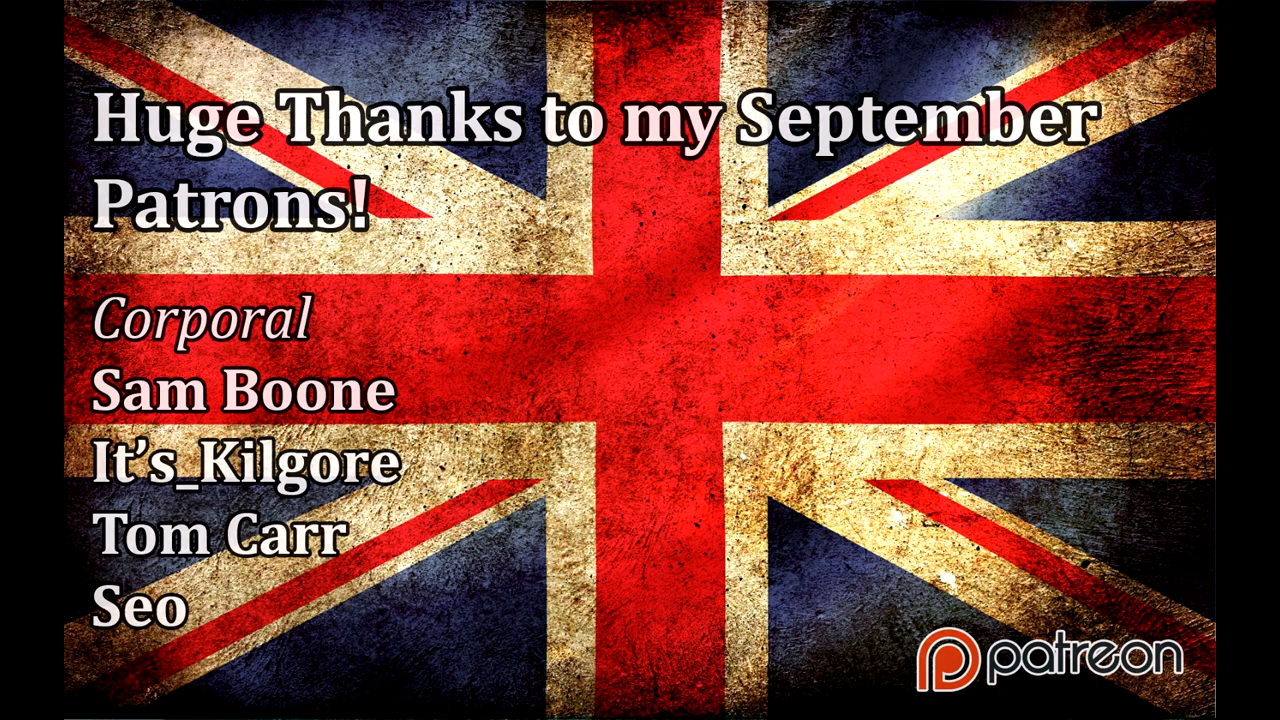 Huge Thanks to my September
Patrons!
Corporal
Sam Boone
It’s_Kilgore
Tom Carr
Seo
patreon